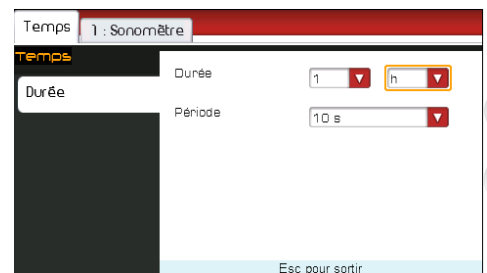 Temps 1 : Sonomètre
Temps
Durée
Durée 1 h
Période 10 s
Esc pour sortir